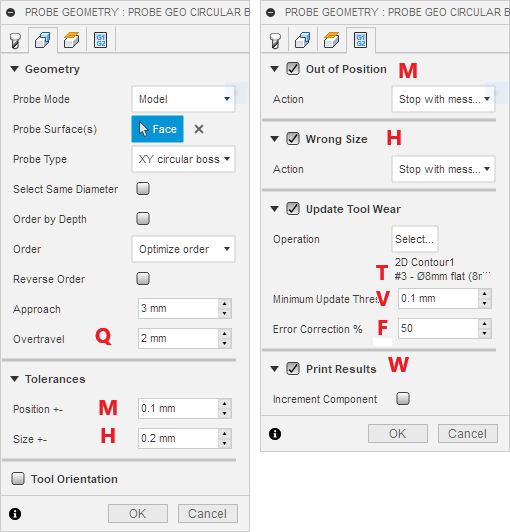 PROBE GEOMETRY : PROBE GEO CIRCULAR B
G1
G2
Geometry
Probe Mode Model
Probe Surface(s) Face
Probe Type XY circular boss
Select Same Diameter
Order by Depth
Order Optimize order
Reverse Order
Approach 3 mm
Overtravel Q 2 mm
Tolerances
Position +- M 0.1 mm
Size +- H 0.2 mm
Tool Orientation
OK Cancel
PROBE GEOMETRY : PROBE GEO CIRCULAR B
G1
G2
Out of Position M
Action Stop with mess...
Wrong Size H
Action Stop with mess...
Update Tool Wear
Operation Select...
2D Contour1
T #3 - Ø8mm flat (8r...
Minimum Update Thres V 0.1 mm
Error Correction % F 50
Print Results W
Increment Component
OK Cancel